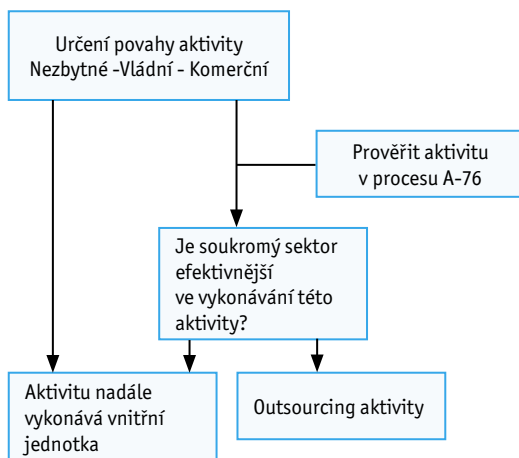 Určení povahy aktivity
Nezbytné -Vládní - Komerční
Prověřit aktivitu
v procesu A-76
Je soukromý sektor
efektivnější
ve vykonávání této
aktivity?
Aktivitu nadále
vykonává vnitřní
jednotka
Outsourcing aktivity